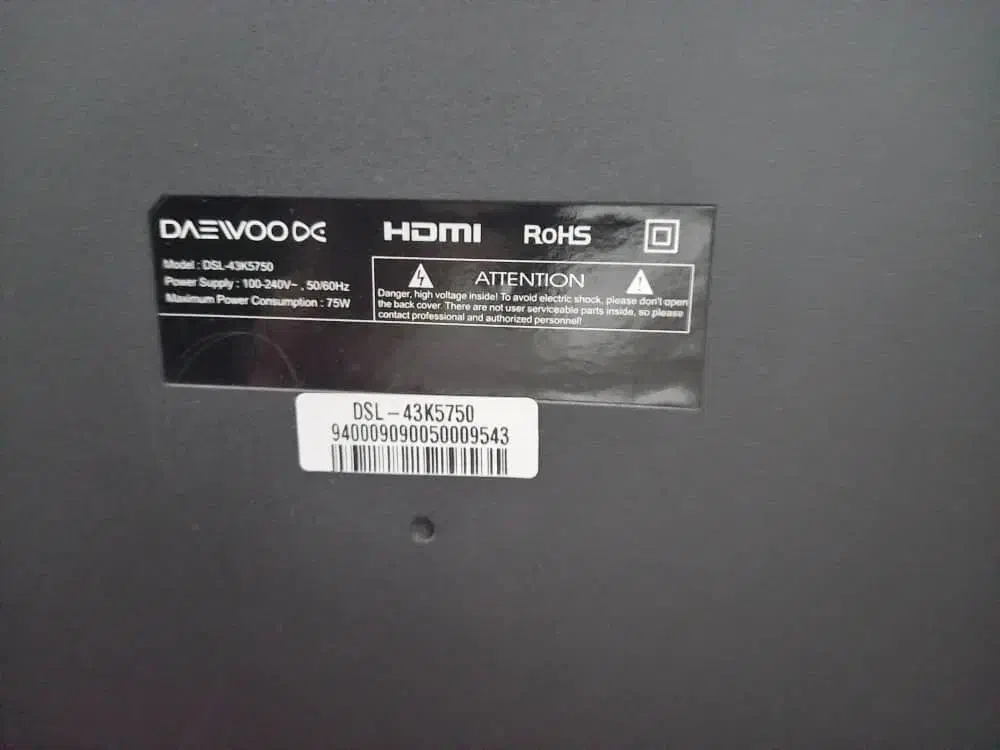 DAEWOO
HDMI
RoHS
Model : DSL-43K5750
Power Supply : 100-240V~ , 50/60Hz
Maximum Power Consumption : 75W
ATTENTION
Danger, high voltage inside! To avoid electric shock, please don't open
the back cover. There are not user serviceable parts inside, so please
contact professional and authorized personnel!
DSL-43K5750
940009090050009543